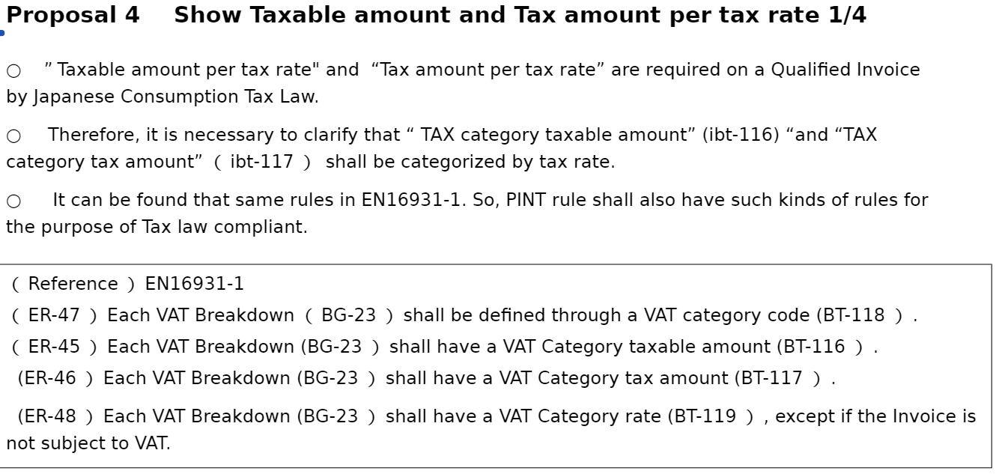 Proposal 4 Show Taxable amount and Tax amount per tax rate 1/4
○ ” Taxable amount per tax rate" and “Tax amount per tax rate” are required on a Qualified Invoice
by Japanese Consumption Tax Law.
○ Therefore, it is necessary to clarify that “ TAX category taxable amount” (ibt-116) “and “TAX
category tax amount” （ ibt-117 ） shall be categorized by tax rate.
○ It can be found that same rules in EN16931-1. So, PINT rule shall also have such kinds of rules for
the purpose of Tax law compliant.
（ Reference ） EN16931-1
（ ER-47 ） Each VAT Breakdown （ BG-23 ） shall be defined through a VAT category code (BT-118 ） .
（ ER-45 ） Each VAT Breakdown (BG-23 ） shall have a VAT Category taxable amount (BT-116 ） .
(ER-46 ） Each VAT Breakdown (BG-23 ） shall have a VAT Category tax amount (BT-117 ） .
(ER-48 ） Each VAT Breakdown (BG-23 ） shall have a VAT Category rate (BT-119 ） , except if the Invoice is
not subject to VAT.